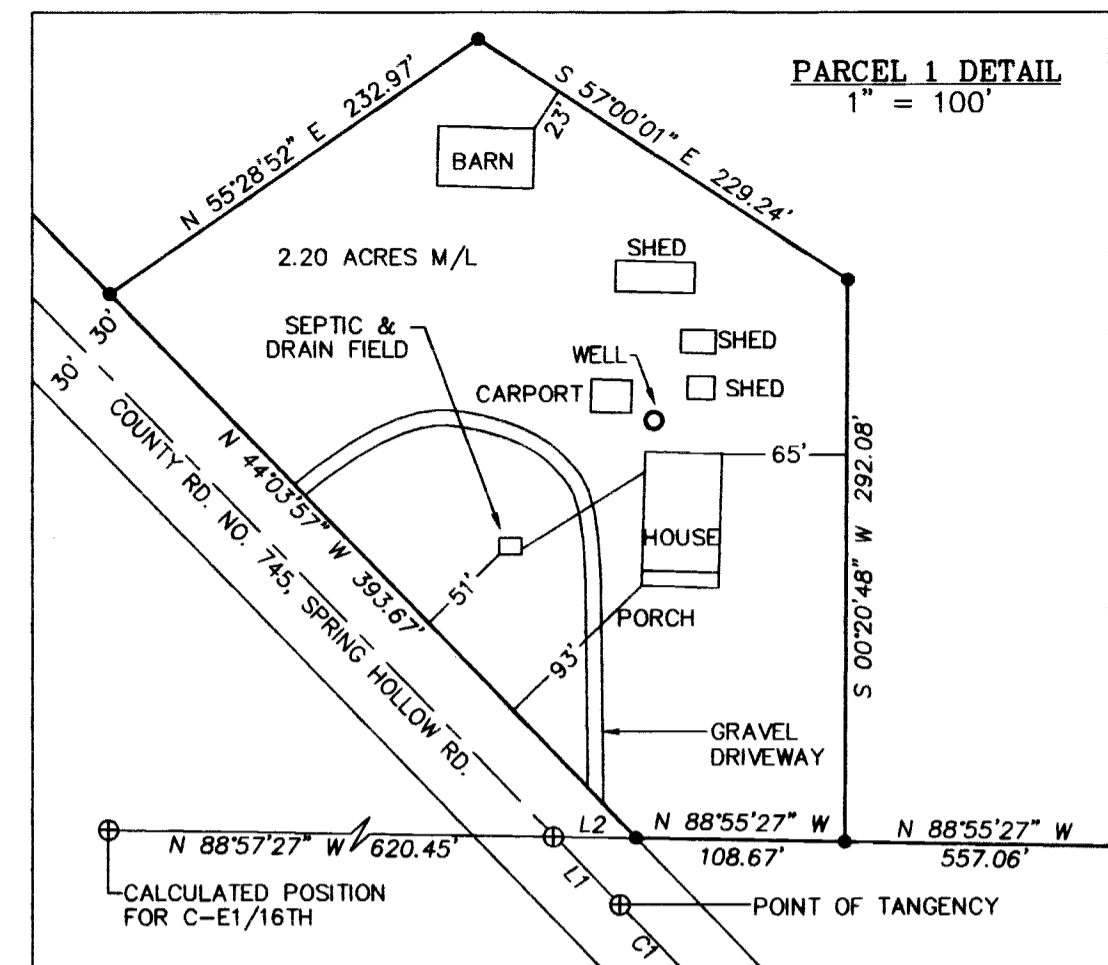 PARCEL 1 DETAIL
1" = 100'
N 55°28'52" E 232.97'
S 57°00'01" E 229.24'
23'
BARN
2.20 ACRES M/L
SHED
SEPTIC &
DRAIN FIELD
WELL
SHED
CARPORT
SHED
30'
30'
COUNTY RD. NO. 745, SPRING HOLLOW RD.
N 44°03'57" W 393.67'
65'
S 00°20'48" W 292.08'
HOUSE
51'
PORCH
93'
GRAVEL
DRIVEWAY
L2
N 88°55'27" W
108.67'
N 88°55'27" W
557.06'
N 88°57'27" W 620.45'
L1
CALCULATED POSITION
FOR C-E1/16TH
POINT OF TANGENCY
C1